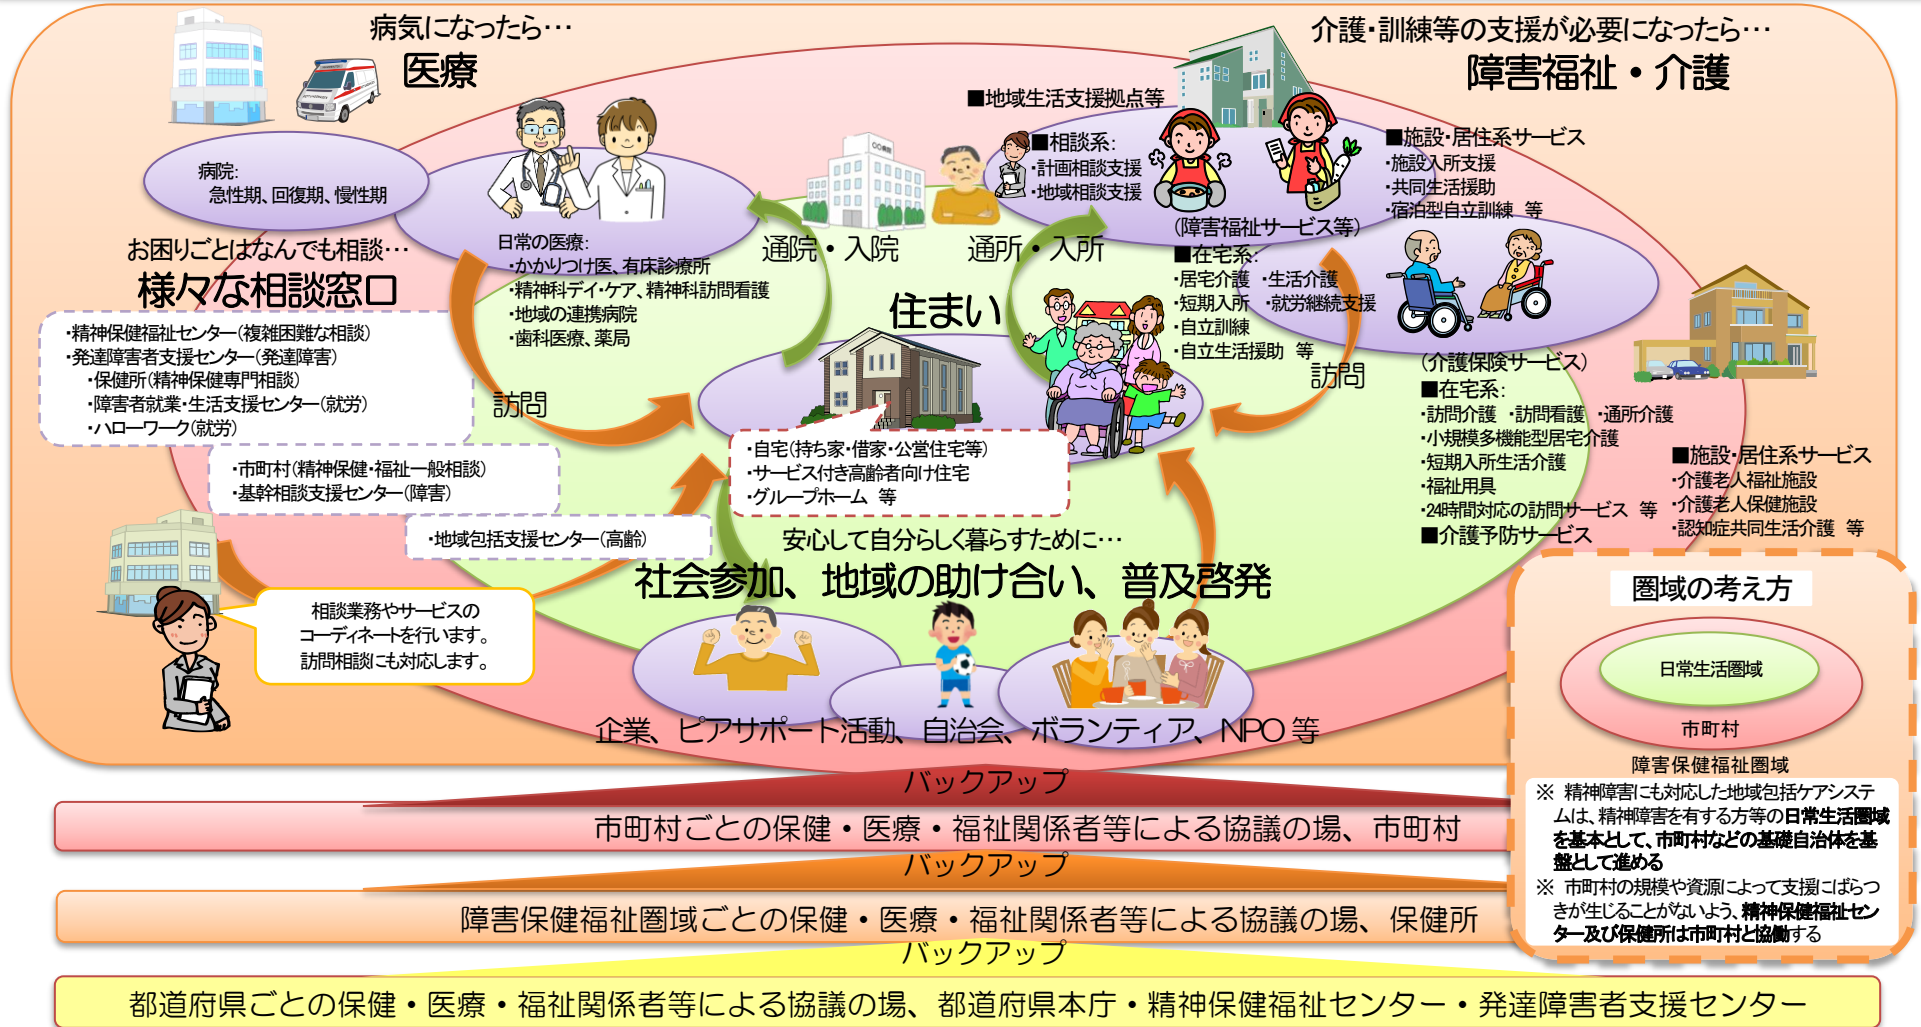 病気になったら…
医療
介護・訓練等の支援が必要になったら…
障害福祉・介護
病院:
急性期、回復期、慢性期
日常の医療:
・かかりつけ医、有床診療所
・精神科デイ・ケア、精神科訪問看護
・地域の連携病院
・歯科医療、薬局
○○病院
通院・入院
通所・入所
■地域生活支援拠点等
■相談系:
・計画相談支援
・地域相談支援
■施設・居住系サービス
・施設入所支援
・共同生活援助
・宿泊型自立訓練 等
(障害福祉サービス等)
■在宅系:
・居宅介護 ・生活介護
・短期入所 ・就労継続支援
・自立訓練
・自立生活援助 等
訪問
(介護保険サービス)
■在宅系:
・訪問介護 ・訪問看護 ・通所介護
・小規模多機能型居宅介護
・短期入所生活介護
・福祉用具
・24時間対応の訪問サービス 等
■介護予防サービス
■施設・居住系サービス
・介護老人福祉施設
・介護老人保健施設
・認知症共同生活介護 等
お困りごとはなんでも相談…
様々な相談窓口
・精神保健福祉センター(複雑困難な相談)
・発達障害者支援センター(発達障害)
・保健所(精神保健専門相談)
・障害者就業・生活支援センター(就労)
・ハローワーク(就労)
・市町村(精神保健・福祉一般相談)
・基幹相談支援センター(障害)
・地域包括支援センター(高齢)
訪問
住まい
・自宅(持ち家・借家・公営住宅等)
・サービス付き高齢者向け住宅
・グループホーム 等
相談業務やサービスの
コーディネートを行います。
訪問相談にも対応します。
安心して自分らしく暮らすために…
社会参加、地域の助け合い、普及啓発
企業、ピアサポート活動、自治会、ボランティア、NPO 等
圏域の考え方
日常生活圏域
市町村
障害保健福祉圏域
※ 精神障害にも対応した地域包括ケアシステ
ムは、精神障害を有する方等の日常生活圏域
を基本として、市町村などの基礎自治体を基
盤として進める
※ 市町村の規模や資源によって支援にばらつ
きが生じることがないよう、精神保健福祉セン
ター及び保健所は市町村と協働する
バックアップ
市町村ごとの保健・医療・福祉関係者等による協議の場、市町村
バックアップ
障害保健福祉圏域ごとの保健・医療・福祉関係者等による協議の場、保健所
バックアップ
都道府県ごとの保健・医療・福祉関係者等による協議の場、都道府県本庁・精神保健福祉センター・発達障害者支援センター